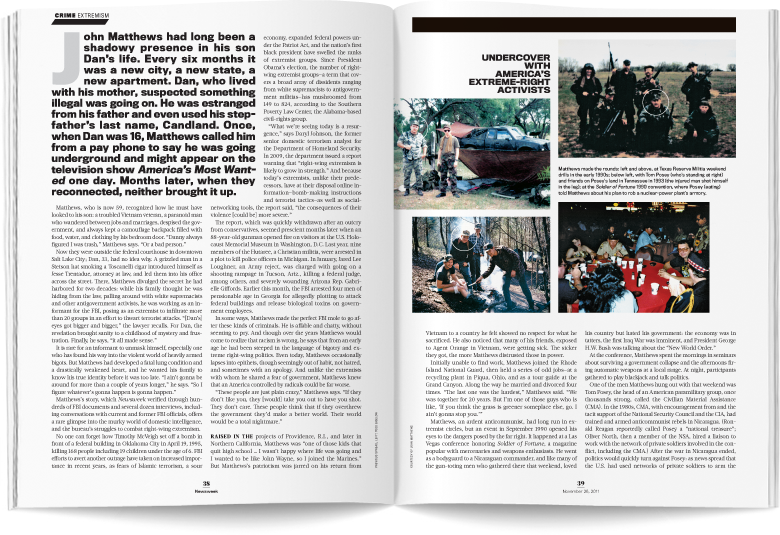 CRIME EXTREMISM
John Matthews had long been a
shadowy presence in his son
Dan's life. Every six months it
was a new city, a new state, a
new apartment. Dan, who lived
with his mother, suspected something
illegal was going on. He was estranged
from his father and even used his step-
father's last name, Candland. Once,
when Dan was 16, Matthews called him
from a pay phone to say he was going
underground and might appear on the
television show America's Most Want-
ed one day. Months later, when they
reconnected, neither brought it up.
Matthews, who is now 59, recognized how he must have
looked to his son: a troubled Vietnam veteran, a paranoid man
who wandered between jobs and marriages, despised the gov-
ernment, and always kept a camouflage backpack filled with
food, water, and clothing by his bedroom door. "Danny always
figured I was trash," Matthews says. "Or a bad person."
Now they were outside the federal courthouse in downtown
Salt Lake City; Dan, 33, had no idea why. A grizzled man in a
Stetson hat smoking a Toscanelli cigar introduced himself as
Jesse Trentadue, attorney at law, and led them into his office
across the street. There, Matthews divulged the secret he had
harbored for two decades: while his family thought he was
hiding from the law, palling around with white supremacists
and other antigovernment activists, he was working as an in-
formant for the FBI, posing as an extremist to infiltrate more
than 20 groups in an effort to thwart terrorist attacks. "[Dan's]
eyes got bigger and bigger," the lawyer recalls. For Dan, the
revelation brought sanity to a childhood of mystery and frus-
tration. Finally, he says, "it all made sense."
It is rare for an informant to unmask himself, especially one
who has found his way into the violent world of heavily armed
bigots. But Matthews had developed a fatal lung condition and
a drastically weakened heart, and he wanted his family to
know his true identity before it was too late. "I ain't gonna be
around for more than a couple of years longer," he says. "So I
figure whatever's gonna happen is gonna happen."
Matthews's story, which Newsweek verified through hun-
dreds of FBI documents and several dozen interviews, includ-
ing conversations with current and former FBI officials, offers
a rare glimpse into the murky world of domestic intelligence,
and the bureau's struggles to combat right-wing extremism.
No one can forget how Timothy McVeigh set off a bomb in
front of a federal building in Oklahoma City in April 19, 1995,
killing 168 people including 19 children under the age of 6. FBI
efforts to avert another outrage have taken on increased impor-
tance in recent years, as fears of Islamic terrorism, a sour
economy, expanded federal powers un-
der the Patriot Act, and the nation's first
black president have swelled the ranks
of extremist groups. Since President
Obama's election, the number of right-
wing extremist groups—a term that cov-
ers a broad array of dissidents ranging
from white supremacists to antigovern-
ment militias—has mushroomed from
149 to 824, according to the Southern
Poverty Law Center, the Alabama-based
civil-rights group.
"What we're seeing today is a resur-
gence," says Daryl Johnson, the former
senior domestic terrorism analyst for
the Department of Homeland Security.
In 2009, the department issued a report
warning that "right-wing extremism is
likely to grow in strength." And because
today's extremists, unlike their prede-
cessors, have at their disposal online in-
formation—bomb-making instructions
and terrorist tactics—as well as social-
networking tools, the report said, "the consequences of their
violence [could be] more severe."
The report, which was quickly withdrawn after an outcry
from conservatives, seemed prescient months later when an
88-year-old gunman opened fire on visitors at the U.S. Holo-
caust Memorial Museum in Washington, D.C. Last year, nine
members of the Hutaree, a Christian militia, were arrested in
a plot to kill police officers in Michigan. In January, Jared Lee
Loughner, an Army reject, was charged with going on a
shooting rampage in Tucson, Ariz., killing a federal judge,
among others, and severely wounding Arizona Rep. Gabri-
elle Giffords. Earlier this month, the FBI arrested four men of
pensionable age in Georgia for allegedly plotting to attack
federal buildings and release biological toxins on govern-
ment employees.
In some ways, Matthews made the perfect FBI mole to go af-
ter these kinds of criminals. He is affable and chatty, without
seeming to pry. And though over the years Matthews would
come to realize that racism is wrong, he says that from an early
age he had been steeped in the language of bigotry and ex-
treme right-wing politics. Even today, Matthews occasionally
lapses into epithets, though seemingly out of habit, not hatred,
and sometimes with an apology. And unlike the extremists
with whom he shared a fear of government, Matthews knew
that an America controlled by radicals could be far worse.
"These people are just plain crazy," Matthews says. "If they
don't like you, they [would] take you out to have you shot.
They don't care. These people think that if they overthrew
the government they'd make a better world. Their world
would be a total nightmare."
RAISED IN THE projects of Providence, R.I., and later in
Northern California, Matthews was "one of those kids that
quit high school ... I wasn't happy where life was going and
I wanted to be like John Wayne, so I joined the Marines."
But Matthews's patriotism was jarred on his return from
38
Newsweek
UNDERCOVER
WITH
AMERICA'S
EXTREME-RIGHT
ACTIVISTS
Matthews made the rounds: left and above, at Texas Reserve Militia weekend
drills in the early 1990s; below left, with Tom Posey (who's standing at right)
and friends on Posey's land in Tennessee in 1993 (the injured man shot himself
in the leg); at the Soldier of Fortune 1990 convention, where Posey (seated)
told Matthews about his plan to rob a nuclear-power plant's armory.
Vietnam to a country he felt showed no respect for what he
sacrificed. He also noticed that many of his friends, exposed
to Agent Orange in Vietnam, were getting sick. The sicker
they got, the more Matthews distrusted those in power.
Initially unable to find work, Matthews joined the Rhode
Island National Guard, then held a series of odd jobs—at a
recycling plant in Piqua, Ohio, and as a tour guide at the
Grand Canyon. Along the way he married and divorced four
times. "The last one was the hardest," Matthews said. "We
was together for 20 years. But I'm one of those guys who is
like, 'If you think the grass is greener someplace else, go. I
ain't gonna stop you.'"
Matthews, an ardent anticommunist, had long run in ex-
tremist circles, but an event in September 1990 opened his
eyes to the dangers posed by the far right. It happened at a Las
Vegas conference honoring Soldier of Fortune, a magazine
popular with mercenaries and weapons enthusiasts. He went
as a bodyguard to a Nicaraguan commander, and like many of
the gun-toting men who gathered there that weekend, loved
his country but hated his government: the economy was in
tatters, the first Iraq War was imminent, and President George
H.W. Bush was talking about the "New World Order."
At the conference, Matthews spent the mornings in seminars
about surviving a government collapse and the afternoons fir-
ing automatic weapons at a local range. At night, participants
gathered to play blackjack and talk politics.
One of the men Matthews hung out with that weekend was
Tom Posey, the head of an American paramilitary group, once
thousands strong, called the Civilian Material Assistance
(CMA). In the 1980s, CMA, with encouragement from and the
tacit support of the National Security Council and the CIA, had
trained and armed anticommunist rebels in Nicaragua. (Ron-
ald Reagan reportedly called Posey a "national treasure";
Oliver North, then a member of the NSA, hired a liaison to
work with the network of private soldiers involved in the con-
flict, including the CMA.) After the war in Nicaragua ended,
politics would quickly turn against Posey: as news spread that
the U.S. had used networks of private soldiers to arm the
39
November 28, 2011